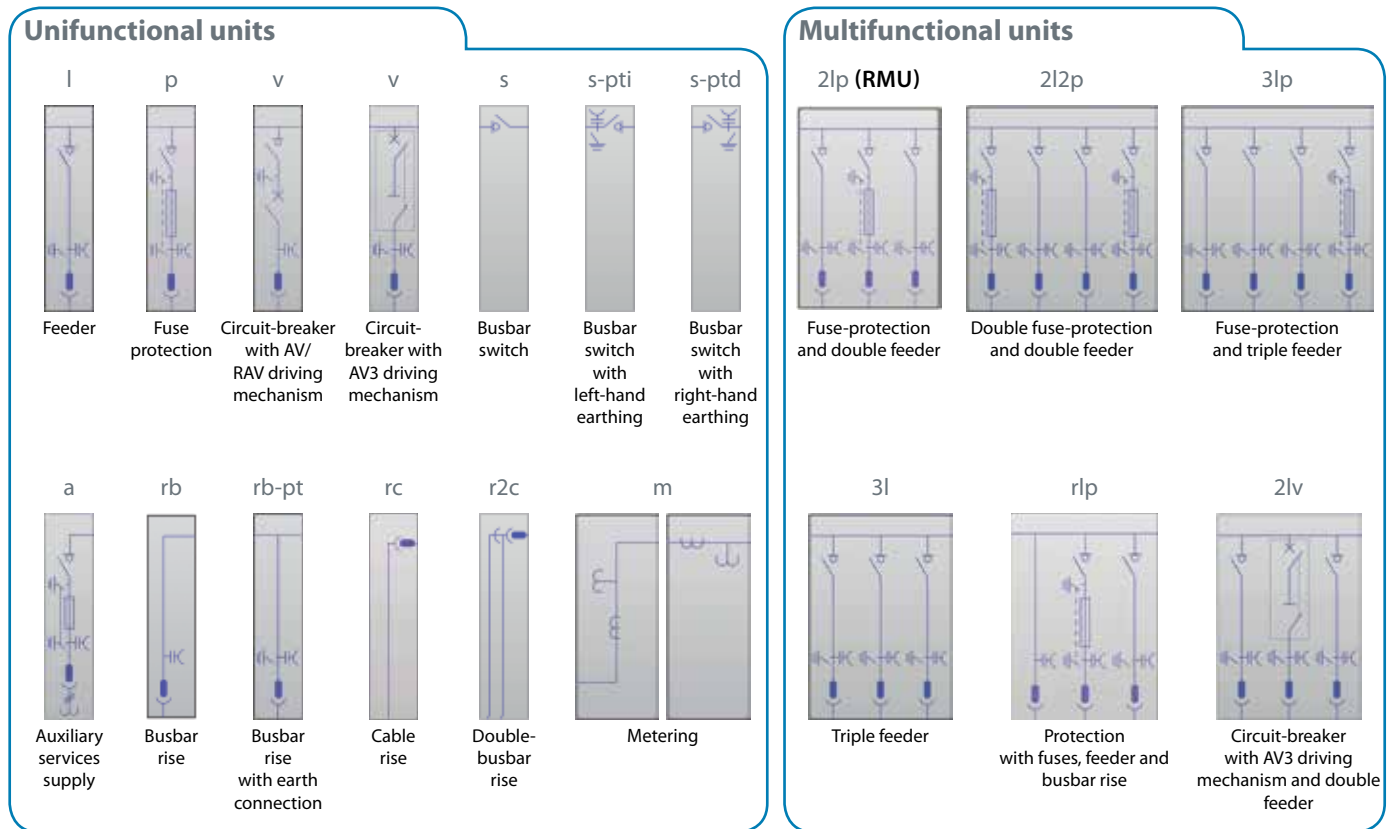 Unifunctional units
l
p
v
v
s
s-pti
s-ptd
Feeder
Fuse
protection
Circuit-breaker
with AV/
RAV driving
mechanism
Circuit-
breaker with
AV3 driving
mechanism
Busbar
switch
Busbar
switch
with
left-hand
earthing
Busbar
switch
with
right-hand
earthing
a
rb
rb-pt
rc
r2c
m
Auxiliary
services
supply
Busbar
rise
Busbar
rise
with earth
connection
Cable
rise
Double-
busbar
rise
Metering
Multifunctional units
2lp (RMU)
2l2p
3lp
Fuse-protection
and double feeder
Double fuse-protection
and double feeder
Fuse-protection
and triple feeder
3l
rlp
2lv
Triple feeder
Protection
with fuses, feeder and
busbar rise
Circuit-breaker
with AV3 driving
mechanism and double
feeder